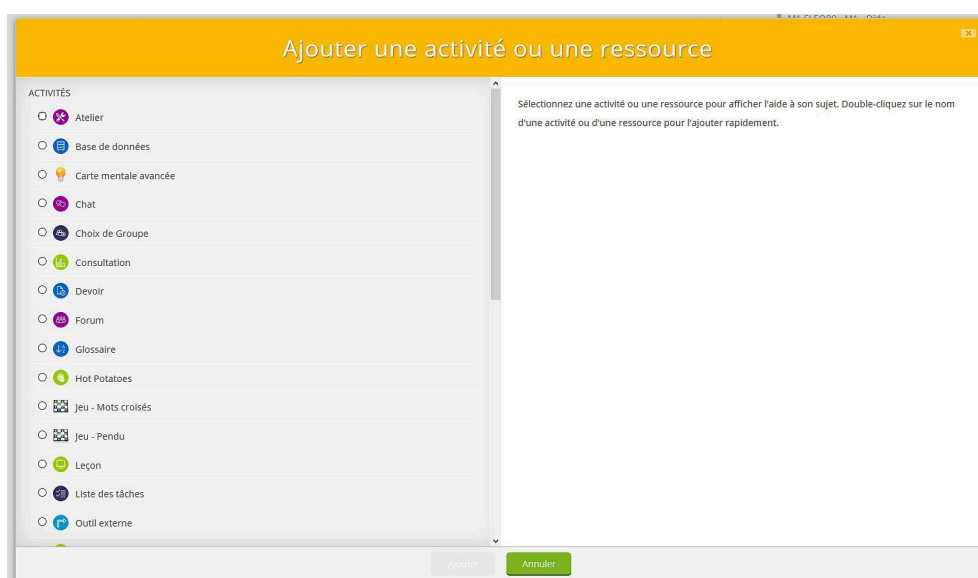 Ajouter une activité ou une ressource
ACTIVITÉS
Atelier
Base de données
Carte mentale avancée
Chat
Choix de Groupe
Consultation
Devoir
Forum
Glossaire
Hot Potatoes
Jeu - Mots croisés
Jeu - Pendu
Leçon
Liste des tâches
Outil externe
Sélectionnez une activité ou une ressource pour afficher l'aide à son sujet. Double-cliquez sur le nom
d'une activité ou d'une ressource pour l'ajouter rapidement.
Ajouter
Annuler